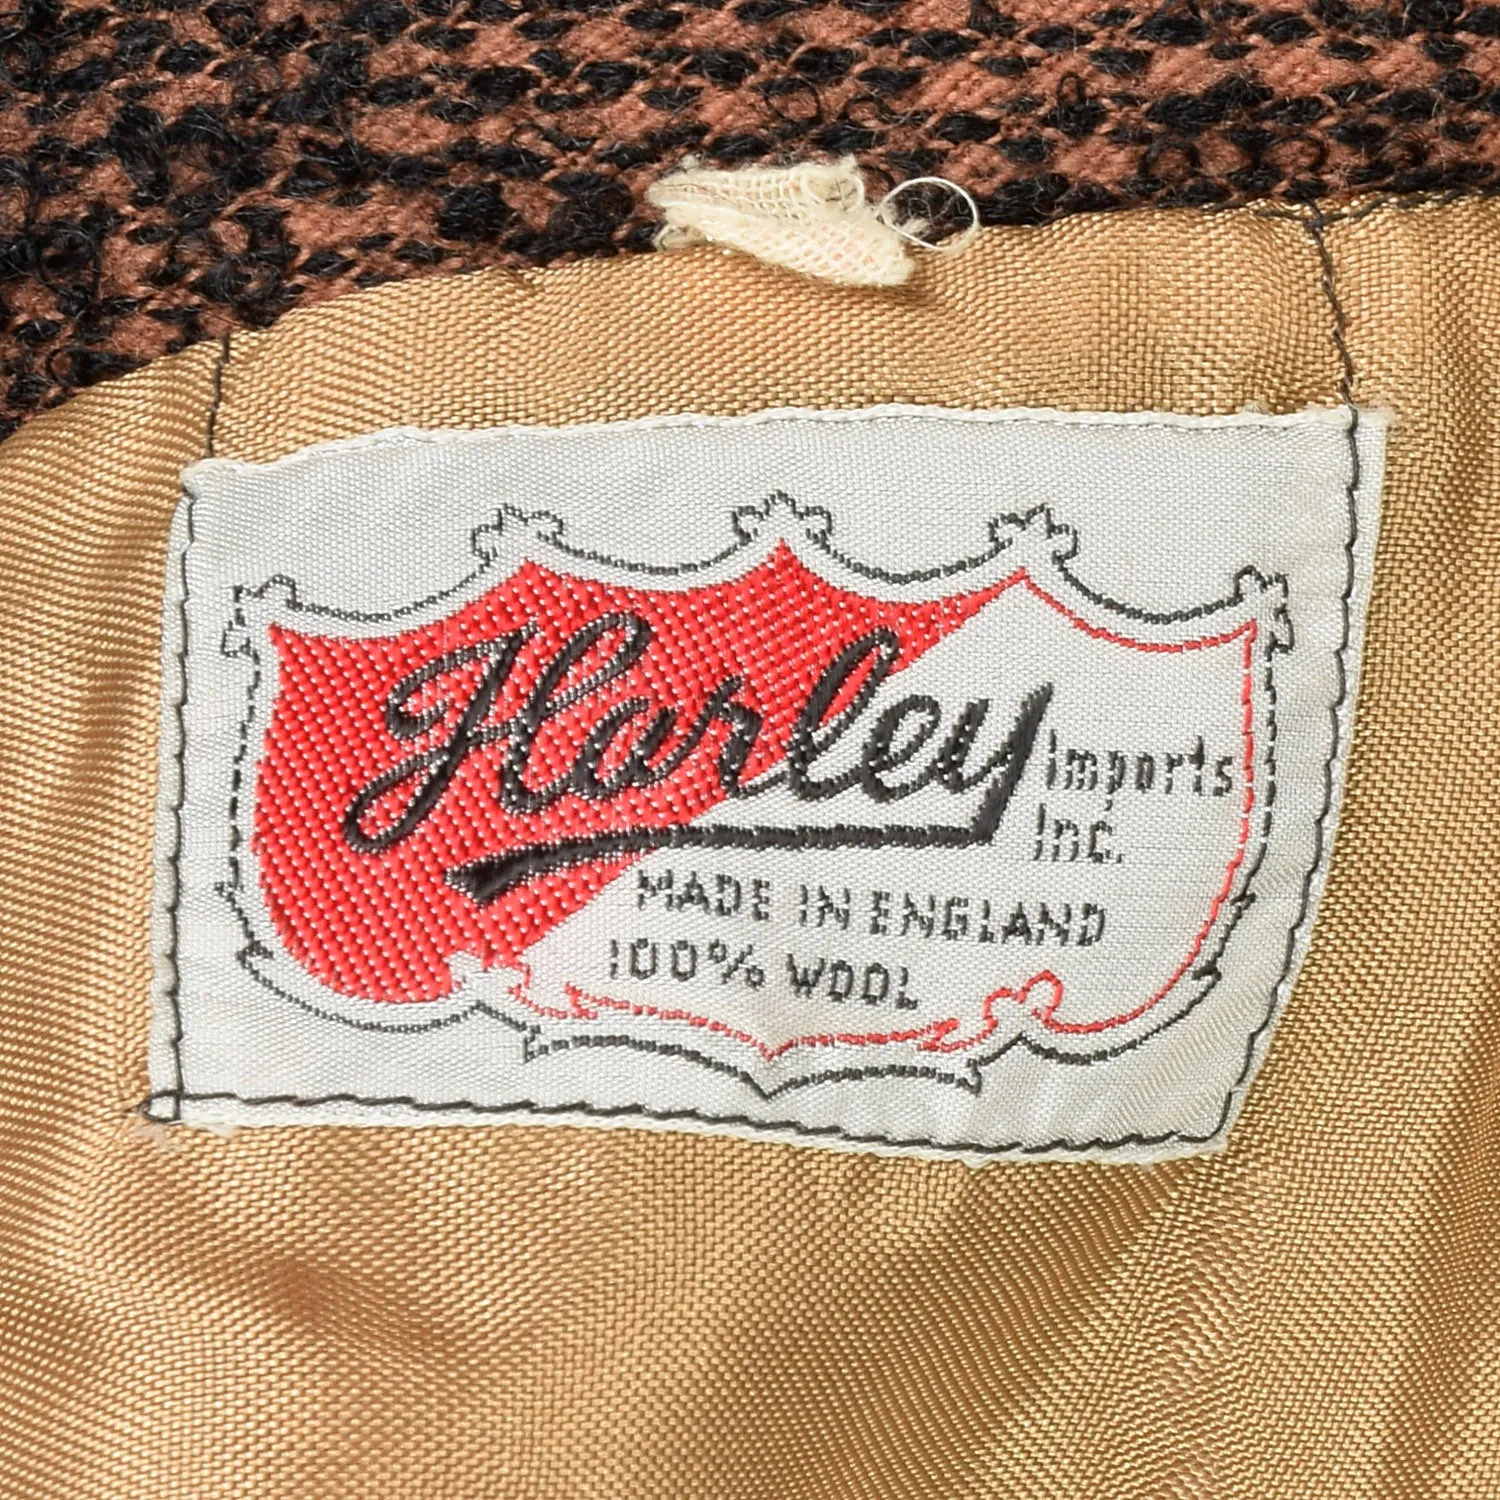 Harley Imports
Inc.
MADE IN ENGLAND
100% WOOL